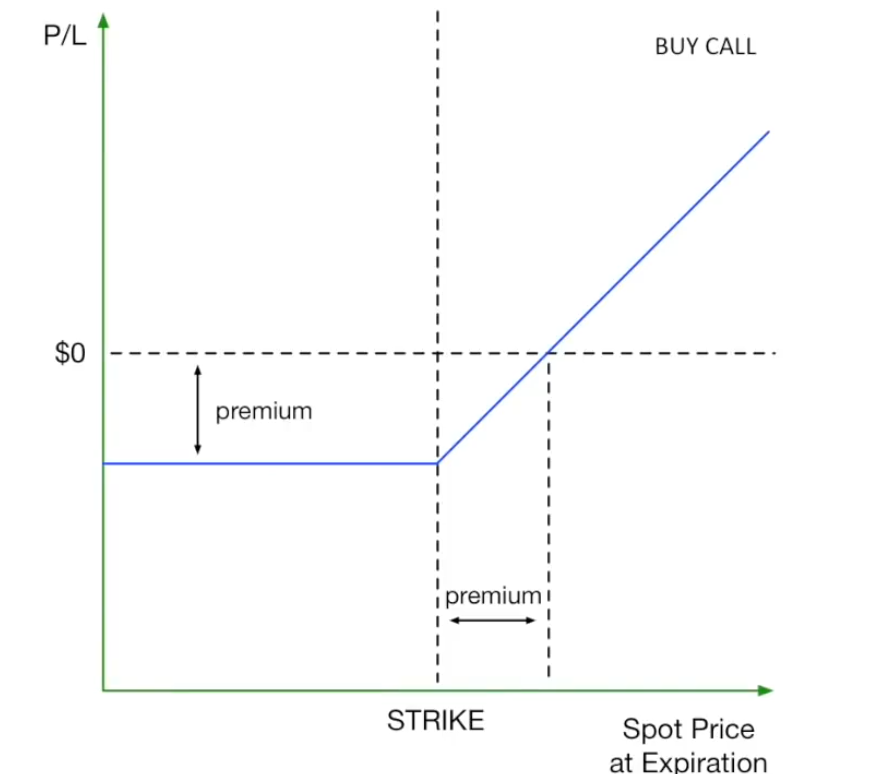 P/L
BUY CALL
$0
premium
premium
STRIKE
Spot Price
at Expiration